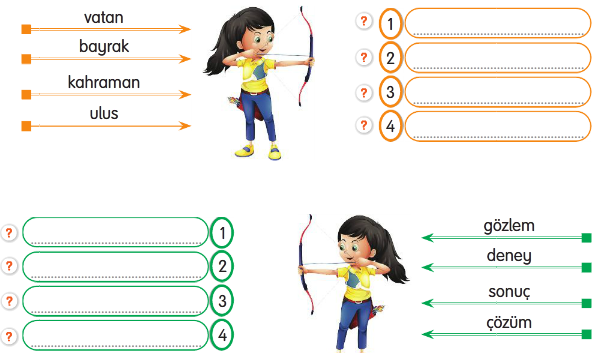 vatan
bayrak
kahraman
ulus
? 1
? 2
? 3
? 4
? 1
? 2
? 3
? 4
gözlem
deney
sonuç
çözüm